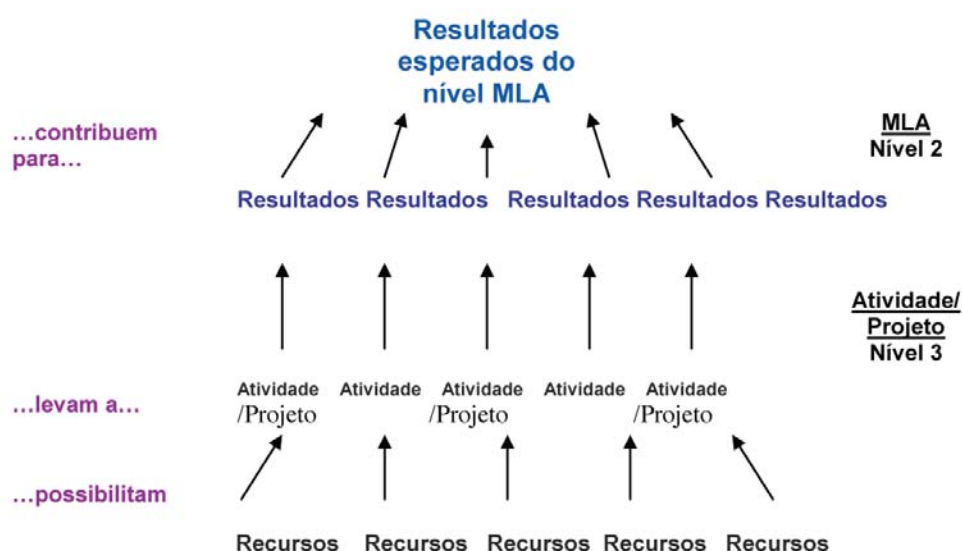 Resultados
esperados do
nível MLA
...contribuem
para...
MLA
Nível 2
Resultados Resultados Resultados Resultados Resultados
Atividade/
Projeto
Nível 3
...levam a...
Atividade Atividade Atividade Atividade Atividade
/Projeto /Projeto /Projeto
...possibilitam
Recursos Recursos Recursos Recursos Recursos